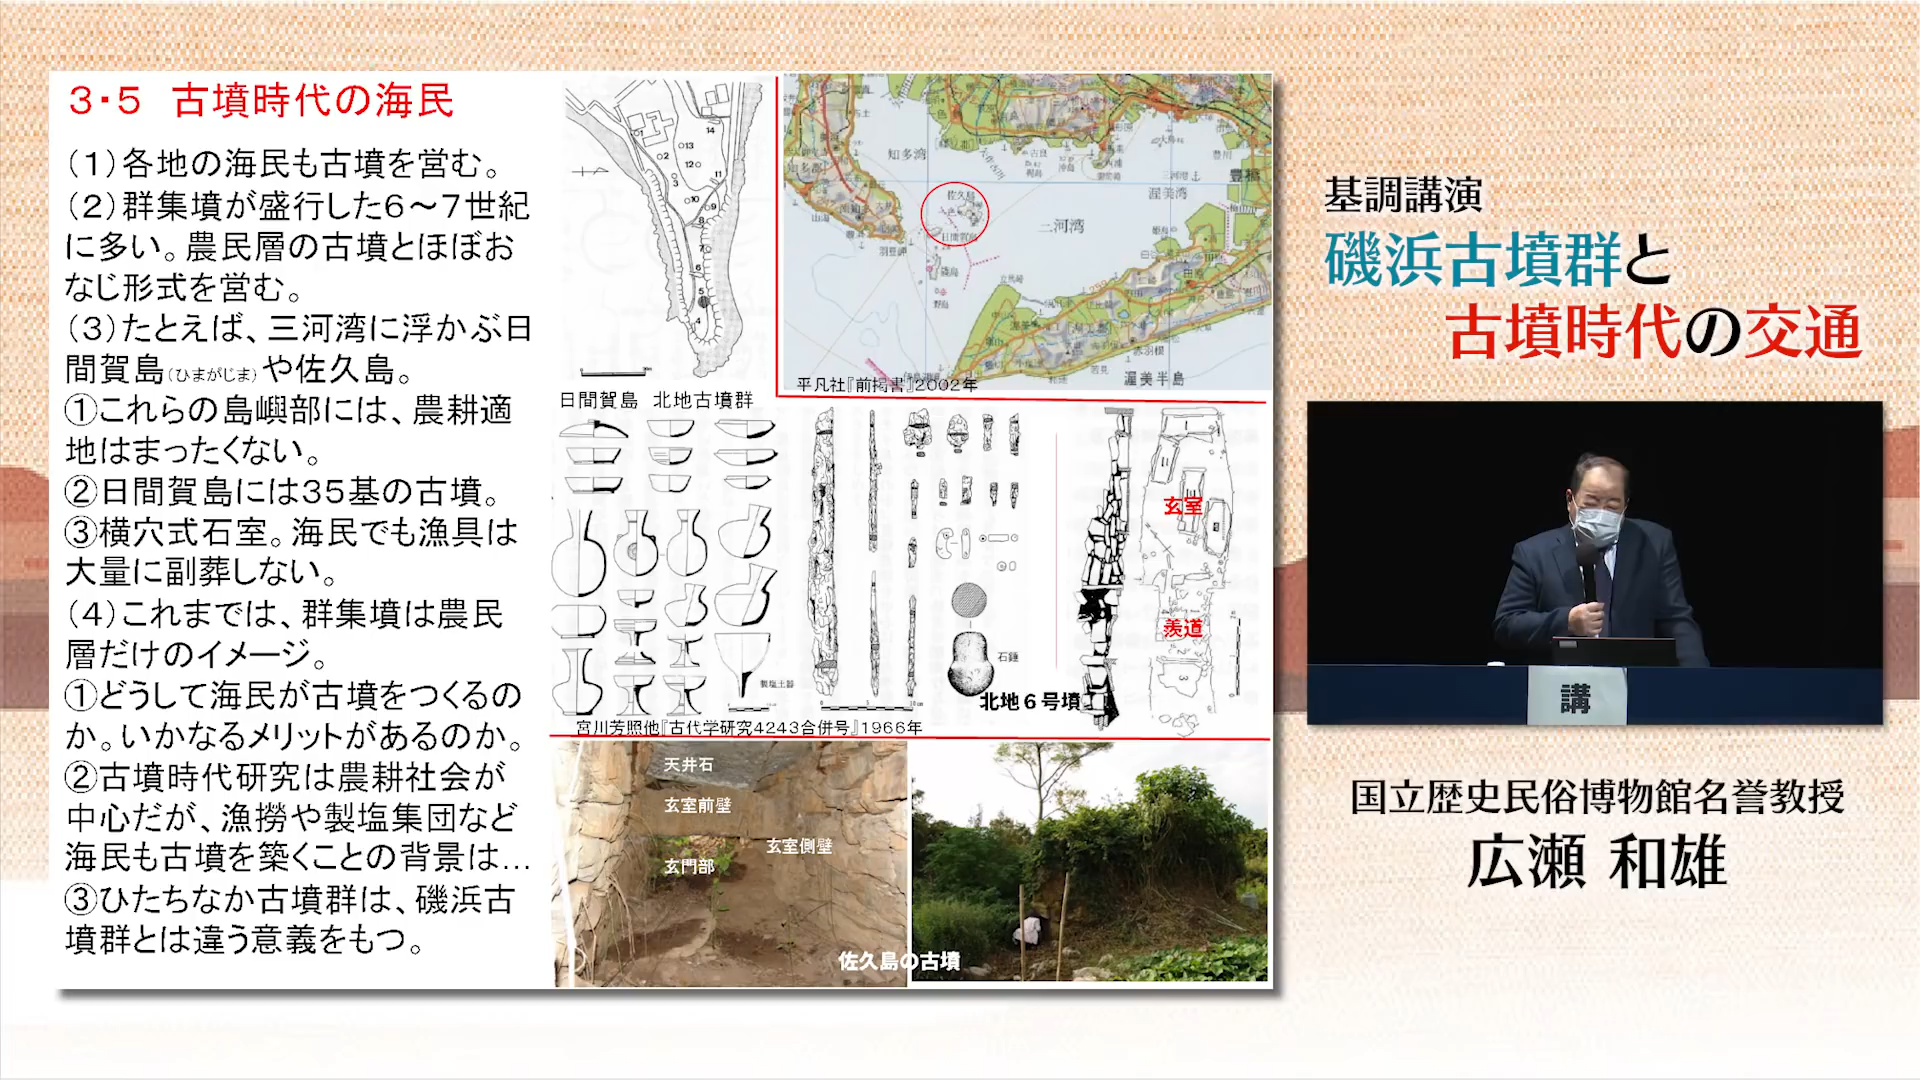 3・5 古墳時代の海民
（1）各地の海民も古墳を営む。
（2）群集墳が盛行した6～7世紀
に多い。農民層の古墳とほぼお
なじ形式を営む。
（3）たとえば、三河湾に浮かぶ日
間賀島（ひまがじま）や佐久島。
①これらの島嶼部には、農耕適
地はまったくない。
②日間賀島には35基の古墳。
③横穴式石室。海民でも漁具は
大量に副葬しない。
（4）これまでは、群集墳は農民
層だけのイメージ。
①どうして海民が古墳をつくるの
か。いかなるメリットがあるのか。
②古墳時代研究は農耕社会が
中心だが、漁撈や製塩集団など
海民も古墳を築くことの背景は…
③ひたちなか古墳群は、磯浜古
墳群とは違う意義をもつ。
日間賀島 北地古墳群
知多湾
佐久島
日間賀島
篠島
三河湾
渥美湾
豊橋
豊川
田原
赤羽根
渥美半島
平凡社『前掲書』2002年
製塩土器
石錘
北地6号墳
玄室
羨道
宮川芳照他『古代学研究4243合併号』1966年
天井石
玄室前壁
玄室側壁
玄門部
佐久島の古墳
基調講演
磯浜古墳群と
古墳時代の交通
講
国立歴史民俗博物館名誉教授
広瀬 和雄